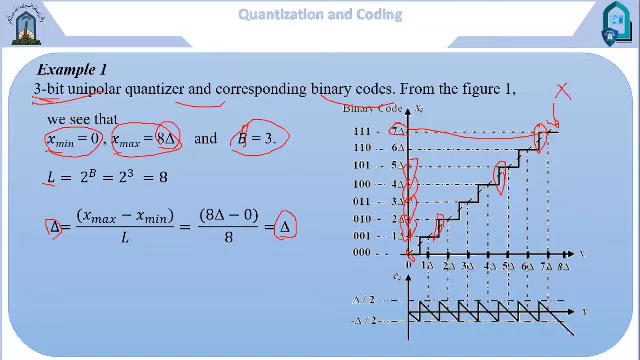 Quantization and Coding
Example 1
3-bit unipolar quantizer and corresponding binary codes. From the figure 1,
we see that
x_min = 0 , x_max = 8Δ and B = 3.
L = 2^B = 2^3 = 8
Δ = (x_max − x_min) / L = (8Δ − 0) / 8 = Δ
Binary Code X_q
X
111 7Δ
110 6Δ
101 5Δ
100 4Δ
011 3Δ
010 2Δ
001 1Δ
000 0
0 1Δ 2Δ 3Δ 4Δ 5Δ 6Δ 7Δ 8Δ X
e_q
Δ/2
-Δ/2
X